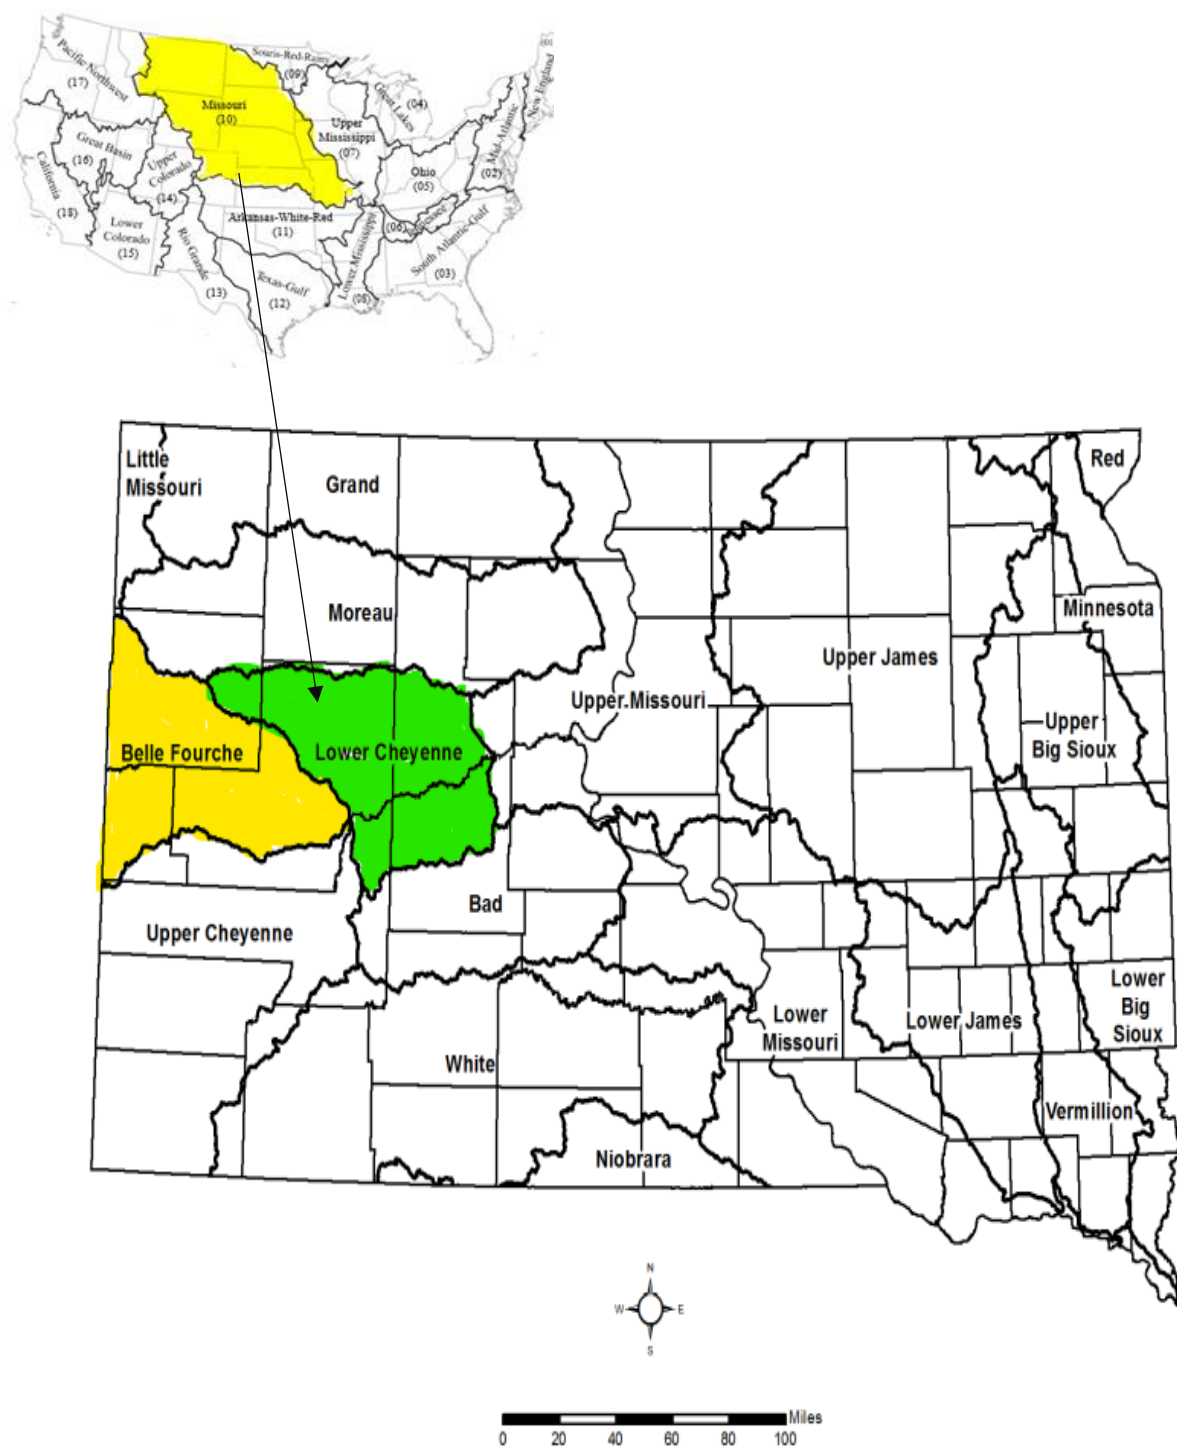 Pacific Northwest
(17)
Souris-Red-Rainy
(09)
Missouri
(10)
Great Lakes
(04)
New England
(01
Upper
Mississippi
(07)
Mid-Atlantic
(02)
Great Basin
(16)
Upper
Colorado
(14)
Ohio
(05)
California
(18)
Lower
Colorado
(15)
Arkansas-White-Red
(11)
(06)
Rio Grande
(13)
Texas-Gulf
(12)
Lower Mississippi
(08)
South Atlantic-Gulf
(03)
Little
Missouri
Grand
Red
Moreau
Minnesota
Upper James
Upper Missouri
Upper
Big Sioux
Belle Fourche
Lower Cheyenne
Bad
Upper Cheyenne
Lower
Missouri
Lower James
Lower
Big
Sioux
White
Vermillion
Niobrara
N
W
E
S
Miles
0 20 40 60 80 100